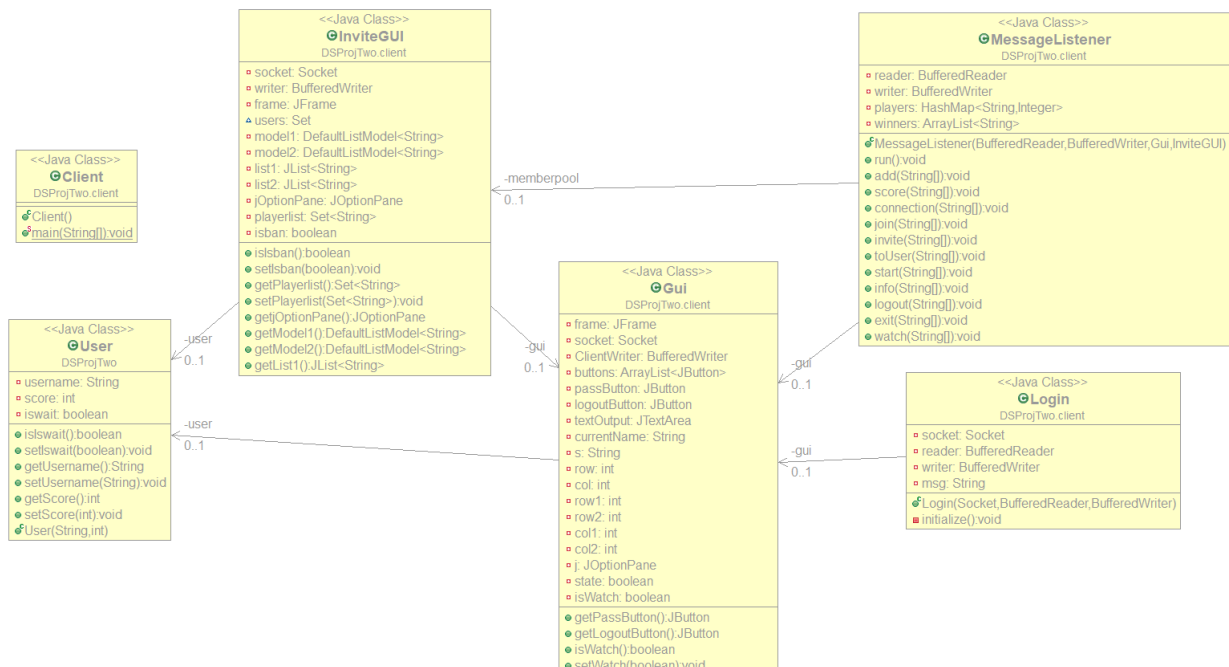 <<Java Class>>
Client
DSProjTwo.client
Client()
main(String[]):void
<<Java Class>>
User
DSProjTwo
username: String
score: int
iswait: boolean
isIswait():boolean
setIswait(boolean):void
getUsername():String
setUsername(String):void
getScore():int
setScore(int):void
User(String,int)
<<Java Class>>
InviteGUI
DSProjTwo.client
socket: Socket
writer: BufferedWriter
frame: JFrame
users: Set
model1: DefaultListModel<String>
model2: DefaultListModel<String>
list1: JList<String>
list2: JList<String>
jOptionPane: JOptionPane
playerlist: Set<String>
isban: boolean
isIsban():boolean
setIsban(boolean):void
getPlayerlist():Set<String>
setPlayerlist(Set<String>):void
getjOptionPane():JOptionPane
getModel1():DefaultListModel<String>
getModel2():DefaultListModel<String>
getList1():JList<String>
-user
0..1
-user
0..1
-memberpool
0..1
-gui
0..1
<<Java Class>>
Gui
DSProjTwo.client
frame: JFrame
socket: Socket
ClientWriter: BufferedWriter
buttons: ArrayList<JButton>
passButton: JButton
logoutButton: JButton
textOutput: JTextArea
currentName: String
s: String
row: int
col: int
row1: int
row2: int
col1: int
col2: int
j: JOptionPane
state: boolean
isWatch: boolean
getPassButton():JButton
getLogoutButton():JButton
isWatch():boolean
setWatch(boolean):void
<<Java Class>>
MessageListener
DSProjTwo.client
reader: BufferedReader
writer: BufferedWriter
players: HashMap<String,Integer>
winners: ArrayList<String>
MessageListener(BufferedReader,BufferedWriter,Gui,InviteGUI)
run():void
add(String[]):void
score(String[]):void
connection(String[]):void
join(String[]):void
invite(String[]):void
toUser(String[]):void
start(String[]):void
info(String[]):void
logout(String[]):void
exit(String[]):void
watch(String[]):void
-gui
0..1
-gui
0..1
<<Java Class>>
Login
DSProjTwo.client
socket: Socket
reader: BufferedReader
writer: BufferedWriter
msg: String
Login(Socket,BufferedReader,BufferedWriter)
initialize():void